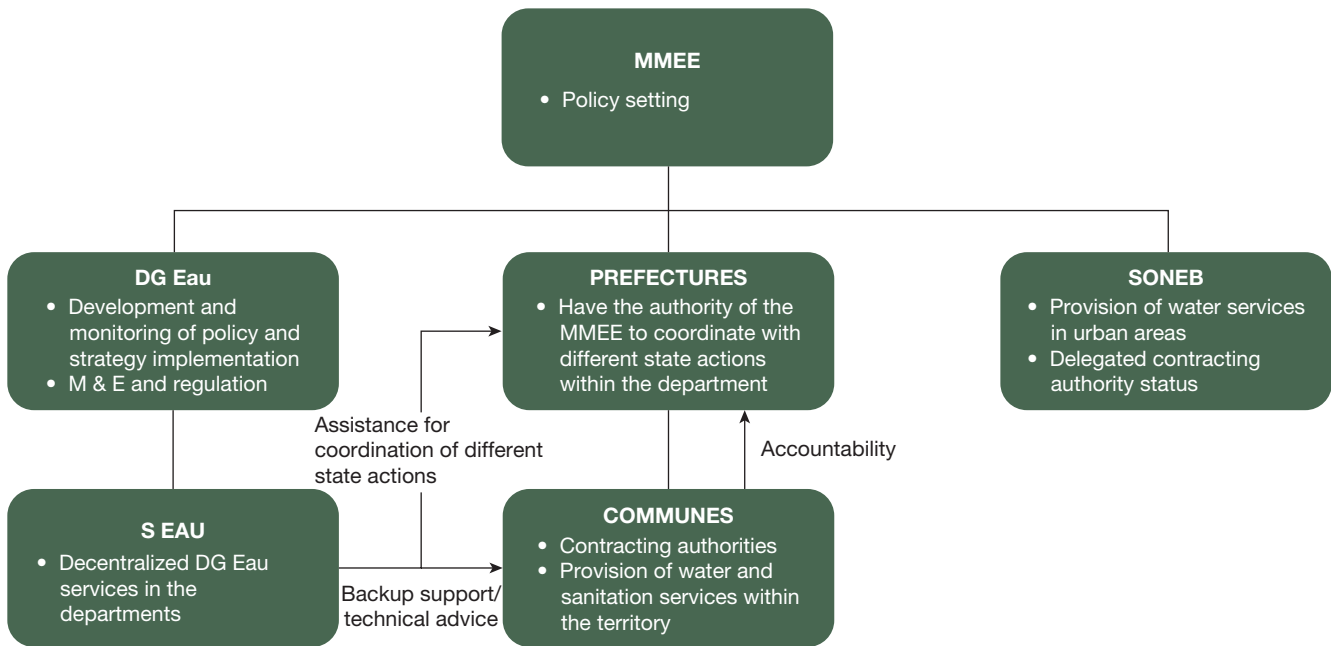 MMEE
• Policy setting
DG Eau
• Development and
monitoring of policy and
strategy implementation
• M & E and regulation
PREFECTURES
• Have the authority of the
MMEE to coordinate with
different state actions
within the department
SONEB
• Provision of water services
in urban areas
• Delegated contracting
authority status
Assistance for
coordination of different
state actions
Accountability
S EAU
• Decentralized DG Eau
services in the
departments
Backup support/
technical advice
COMMUNES
• Contracting authorities
• Provision of water and
sanitation services within
the territory